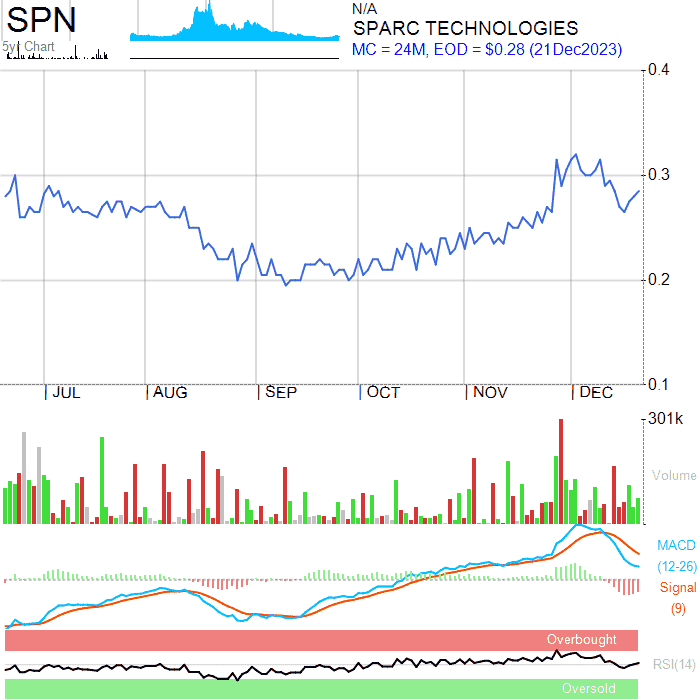 SPN
5yr Chart
N/A
SPARC TECHNOLOGIES
MC = 24M, EOD = $0.28 (21Dec2023)
0.4
0.3
0.2
0.1
JUL AUG SEP OCT NOV DEC
301k
Volume
MACD
(12-26)
Signal
(9)
Overbought
RSI(14)
Oversold